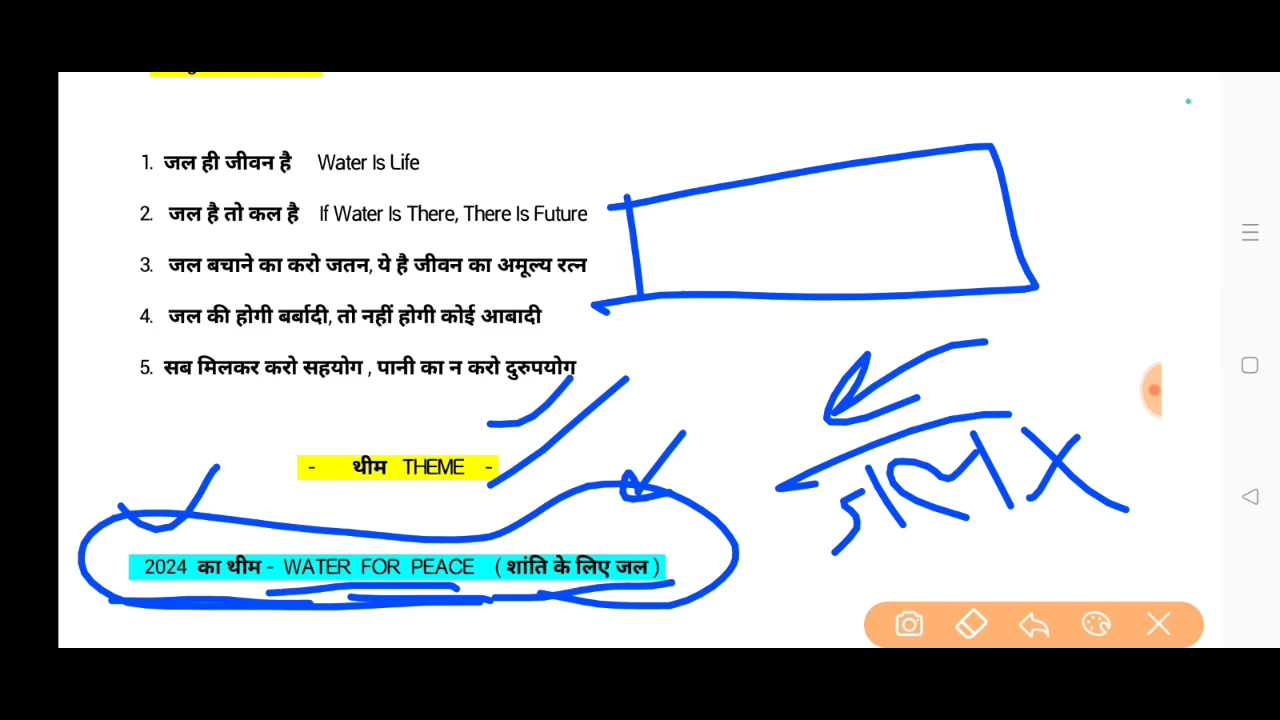 1. जल ही जीवन है Water Is Life
2. जल है तो कल है If Water Is There, There Is Future
3. जल बचाने का करो जतन, ये है जीवन का अमूल्य रत्न
4. जल की होगी बर्बादी, तो नहीं होगी कोई आबादी
5. सब मिलकर करो सहयोग , पानी का न करो दुरुपयोग
- थीम THEME -
2024 का थीम - WATER FOR PEACE ( शांति के लिए जल )